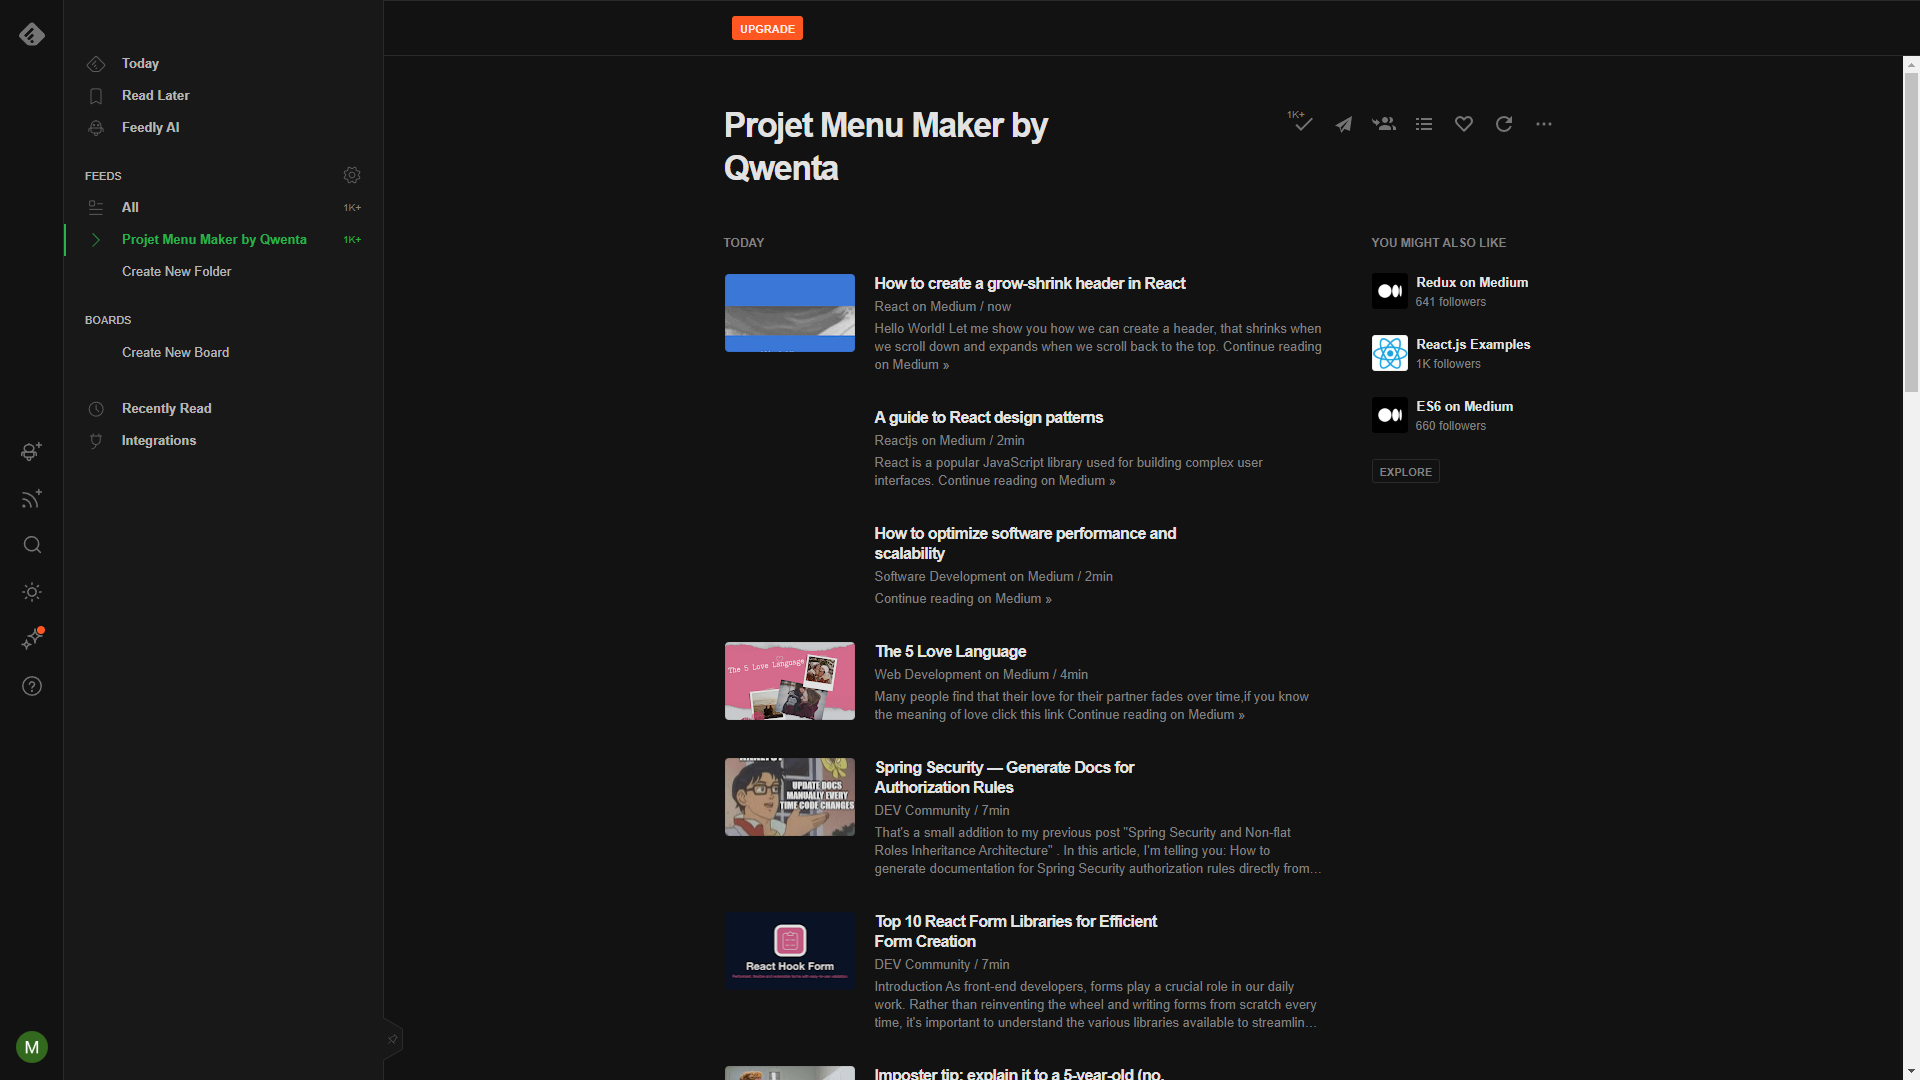 UPGRADE
Today
Read Later
Feedly AI
FEEDS
All 1K+
Projet Menu Maker by Qwenta 1K+
Create New Folder
BOARDS
Create New Board
Recently Read
Integrations
M
Projet Menu Maker by
Qwenta
1K+
TODAY
How to create a grow-shrink header in React
React on Medium / now
Hello World! Let me show you how we can create a header, that shrinks when
we scroll down and expands when we scroll back to the top. Continue reading
on Medium »
A guide to React design patterns
Reactjs on Medium / 2min
React is a popular JavaScript library used for building complex user
interfaces. Continue reading on Medium »
How to optimize software performance and
scalability
Software Development on Medium / 2min
Continue reading on Medium »
The 5 Love Language
The 5 Love Language
Web Development on Medium / 4min
Many people find that their love for their partner fades over time,if you know
the meaning of love click this link Continue reading on Medium »
UPDATE DOCS
MANUALLY EVERY
TIME CODE CHANGES
Spring Security — Generate Docs for
Authorization Rules
DEV Community / 7min
That's a small addition to my previous post "Spring Security and Non-flat
Roles Inheritance Architecture" . In this article, I'm telling you: How to
generate documentation for Spring Security authorization rules directly from…
React Hook Form
Top 10 React Form Libraries for Efficient
Form Creation
DEV Community / 7min
Introduction As front-end developers, forms play a crucial role in our daily
work. Rather than reinventing the wheel and writing forms from scratch every
time, it's important to understand the various libraries available to streamlin…
Imposter tip: explain it to a 5-year-old (no,
YOU MIGHT ALSO LIKE
Redux on Medium
641 followers
React.js Examples
1K followers
ES6 on Medium
660 followers
EXPLORE